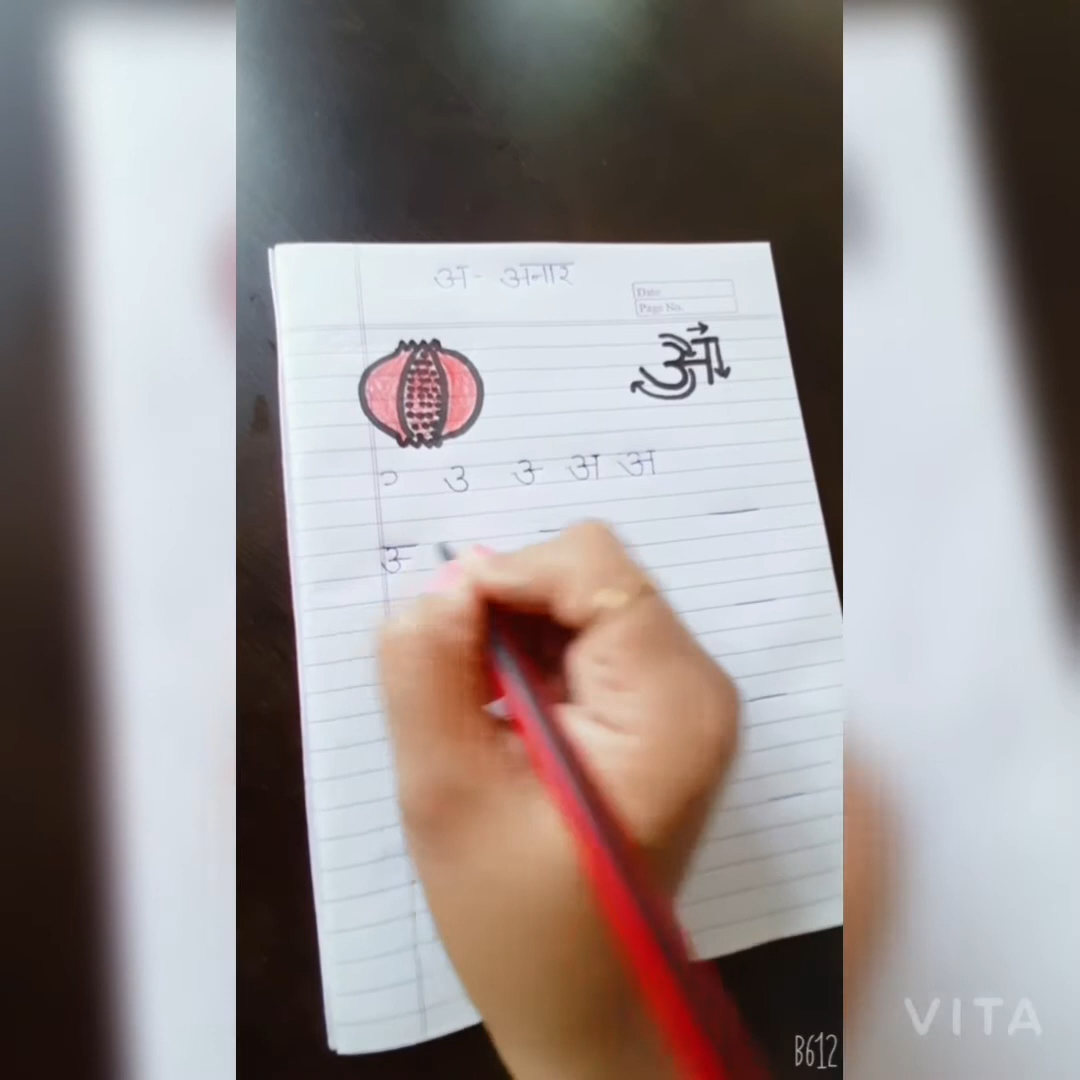 अ - अनार
Date
Page No.
अ
उ अ अ
VITA
B612